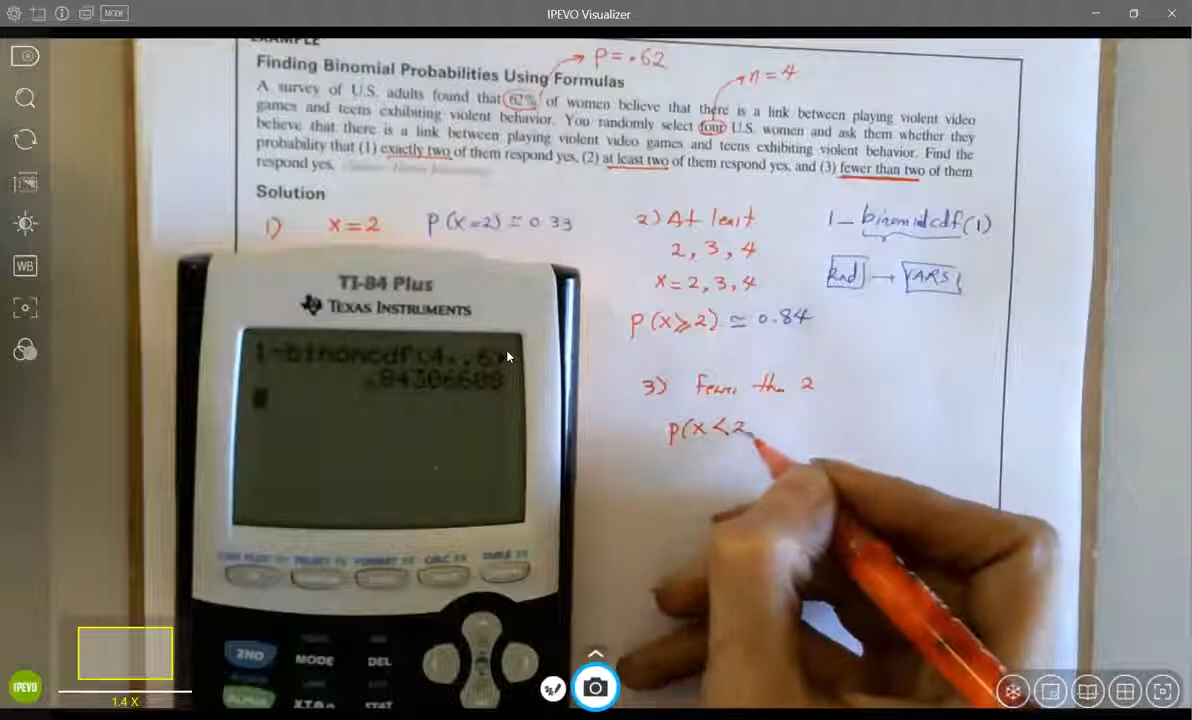 IPEVO Visualizer
MODE
EXAMPLE
Finding Binomial Probabilities Using Formulas
P = .62
n = 4
A survey of U.S. adults found that 62% of women believe that there is a link between playing violent video
games and teens exhibiting violent behavior. You randomly select four U.S. women and ask them whether they
believe that there is a link between playing violent video games and teens exhibiting violent behavior. Find the
probability that (1) exactly two of them respond yes, (2) at least two of them respond yes, and (3) fewer than two of them
respond yes.
Solution
1) x = 2 P(x=2) ≃ 0.33
2) At least
2, 3, 4
x = 2, 3, 4
P(x⩾2) ≃ 0.84
1 - binomialcdf(1)
→ VARS
3) 2
P(x < 2
TI-84 Plus
TEXAS INSTRUMENTS
1-binomcdf(4,.6
.84306608
2ND
MODE
DEL
ALPHA
STAT
WB
IPEVO
1.4 X